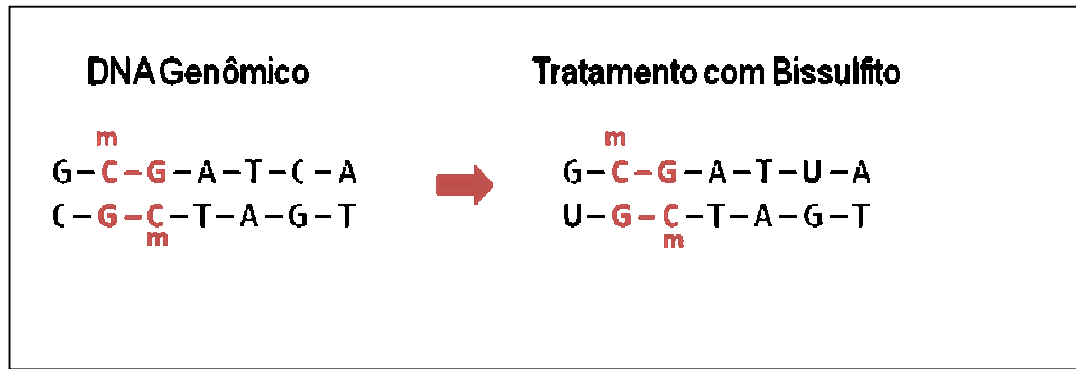 DNA Genômico Tratamento com Bissulfito
m m
G-C-G-A-T-C-A G-C-G-A-T-U-A
C-G-C-T-A-G-T U-G-C-T-A-G-T
m m